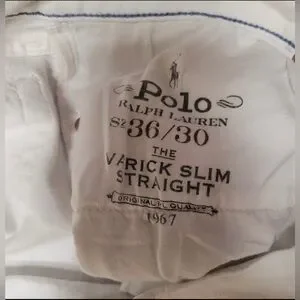 Polo
RALPH LAUREN
SZ 36/30
THE
VARICK SLIM
STRAIGHT
ORIGINAL P.L. QUALITY
1967